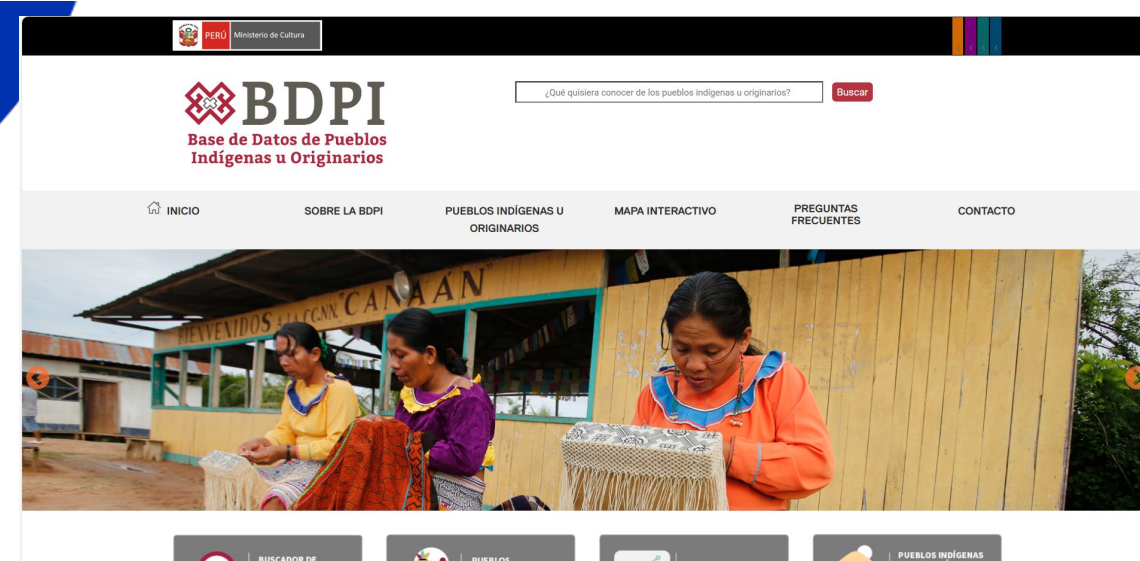 PERÚ Ministerio de Cultura
BDPI
Base de Datos de Pueblos
Indígenas u Originarios
¿Qué quisiera conocer de los pueblos indígenas u originarios? Buscar
INICIO
SOBRE LA BDPI
PUEBLOS INDÍGENAS U
ORIGINARIOS
MAPA INTERACTIVO
PREGUNTAS
FRECUENTES
CONTACTO
BIENVENIDOS A LA CC.NN. "CANAÁN"
BUSCADOR DE
PUEBLOS
PUEBLOS INDÍGENAS